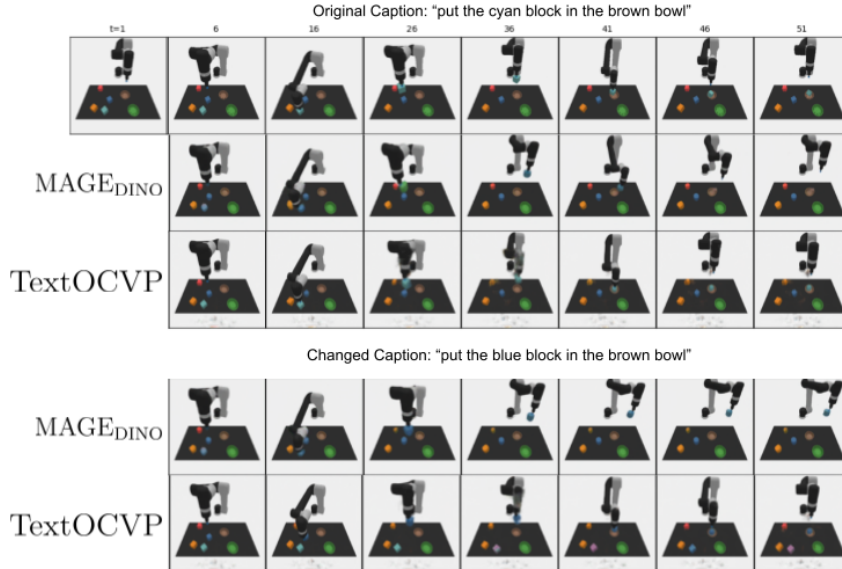 Original Caption: “put the cyan block in the brown bowl”
t=1 6 16 26 36 41 46 51
MAGE_DINO
TextOCVP
Changed Caption: “put the blue block in the brown bowl”
MAGE_DINO
TextOCVP